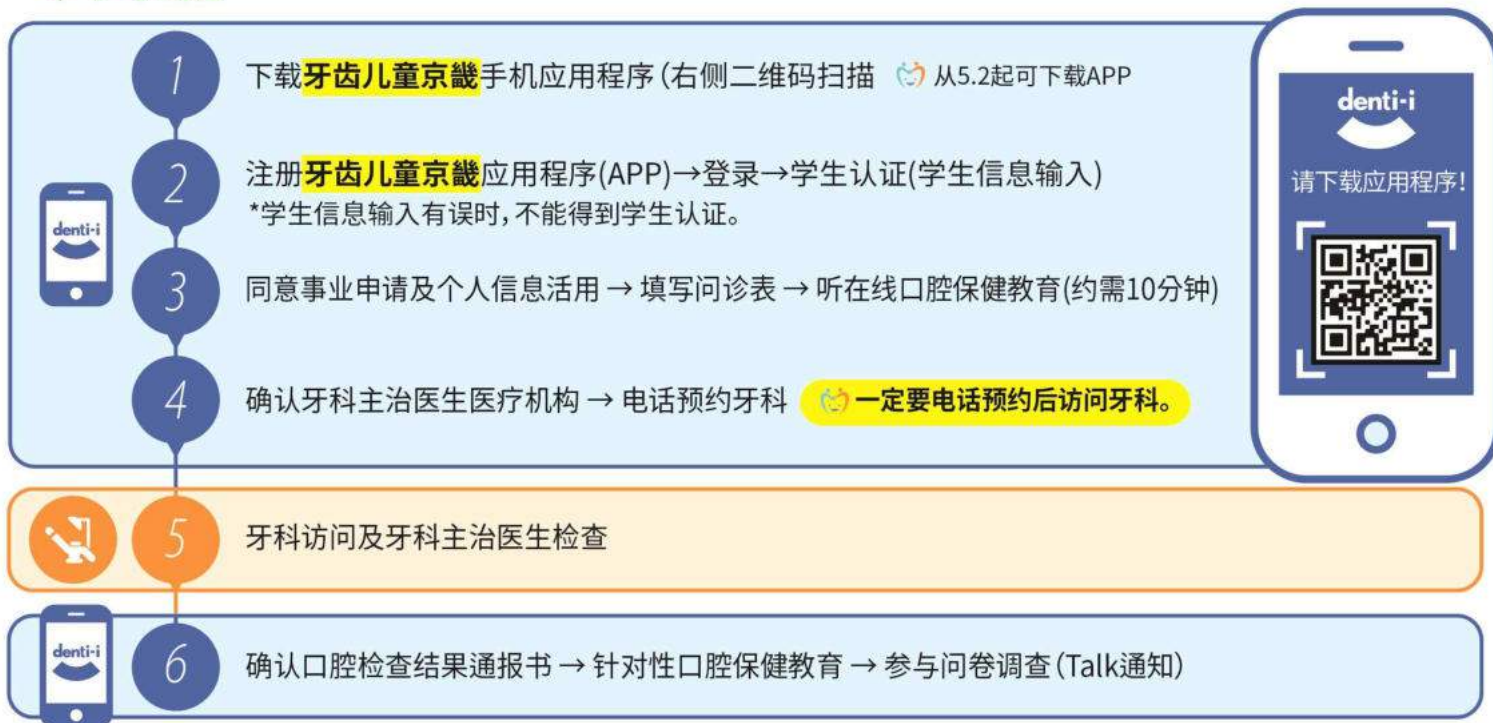 1
下载牙齿儿童京畿手机应用程序(右侧二维码扫描 从5.2起可下载APP
2
注册牙齿儿童京畿应用程序(APP)→登录→学生认证(学生信息输入)
*学生信息输入有误时,不能得到学生认证。
denti-i
3
同意事业申请及个人信息活用 → 填写问诊表 → 听在线口腔保健教育(约需10分钟)
4
确认牙科主治医生医疗机构 → 电话预约牙科 一定要电话预约后访问牙科。
denti-i
请下载应用程序!
5
牙科访问及牙科主治医生检查
denti-i
6
确认口腔检查结果通报书 → 针对性口腔保健教育 → 参与问卷调查(Talk通知)